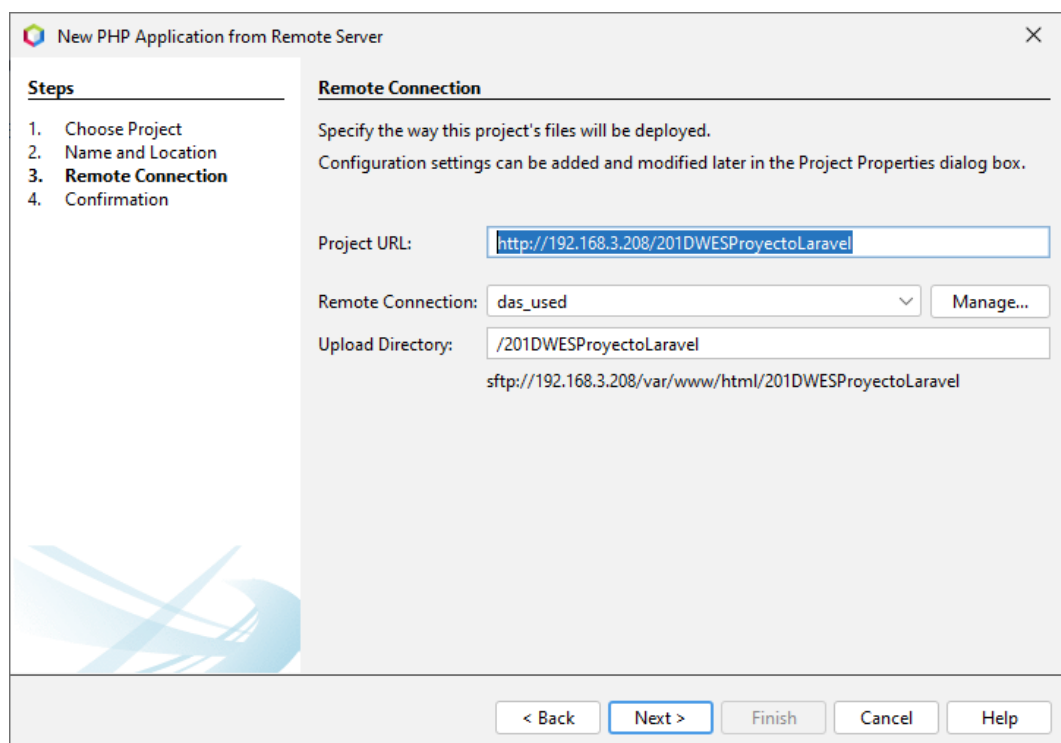 New PHP Application from Remote Server
Steps
1. Choose Project
2. Name and Location
3. Remote Connection
4. Confirmation
Remote Connection
Specify the way this project's files will be deployed.
Configuration settings can be added and modified later in the Project Properties dialog box.
Project URL: http://192.168.3.208/201DWESProyectoLaravel
Remote Connection: das_used Manage...
Upload Directory: /201DWESProyectoLaravel
sftp://192.168.3.208/var/www/html/201DWESProyectoLaravel
< Back Next > Finish Cancel Help